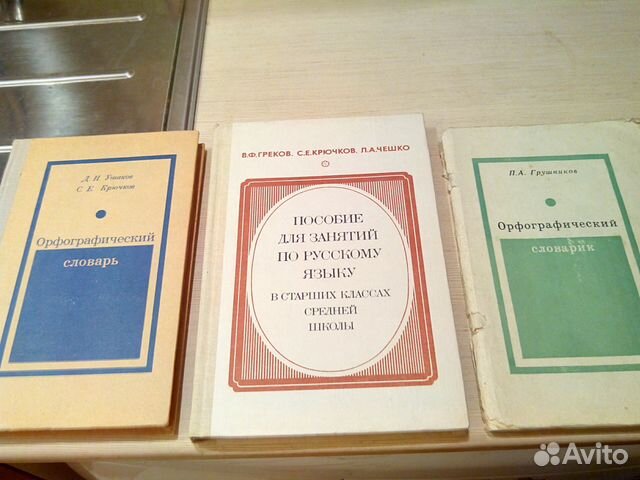 Д. Н. Ушаков
С. Е. Крючков
Орфографический
словарь
В.Ф.ГРЕКОВ, С.Е.КРЮЧКОВ, Л.А.ЧЕШКО
ПОСОБИЕ
ДЛЯ ЗАНЯТИЙ
ПО РУССКОМУ
ЯЗЫКУ
В СТАРШИХ КЛАССАХ
СРЕДНЕЙ
ШКОЛЫ
П.А. Грушников
Орфографический
словарик
Avito